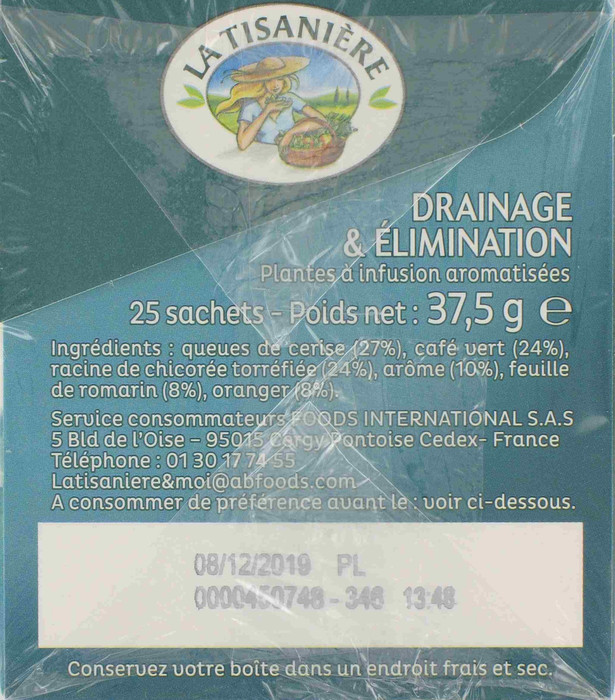 LA TISANIÈRE
DRAINAGE
& ÉLIMINATION
Plantes à infusion aromatisées
25 sachets - Poids net : 37,5 g e
Ingrédients : queues de cerise (27%), café vert (24%),
racine de chicorée torréfiée (24%), arôme (10%), feuille
de romarin (8%), oranger (8%).
Service consommateurs FOODS INTERNATIONAL S.A.S
5 Bld de l'Oise – 95015 Cergy Pontoise Cedex- France
Téléphone : 01 30 17 74 55
Latisaniere&moi@abfoods.com
A consommer de préférence avant le : voir ci-dessous.
08/12/2019 PL
0000450748 - 346 13:48
Conservez votre boîte dans un endroit frais et sec.